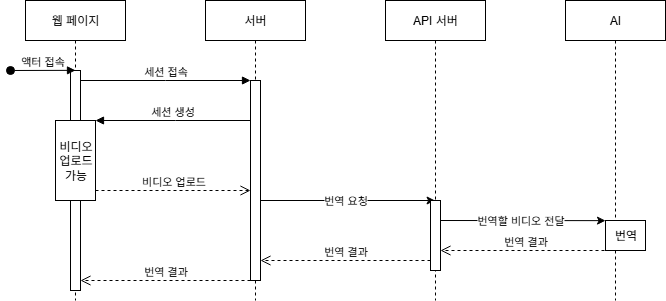 웹 페이지
서버
API 서버
AI
액터 접속
세션 접속
세션 생성
비디오
업로드
가능
비디오 업로드
번역 요청
번역할 비디오 전달
번역
번역 결과
번역 결과
번역 결과